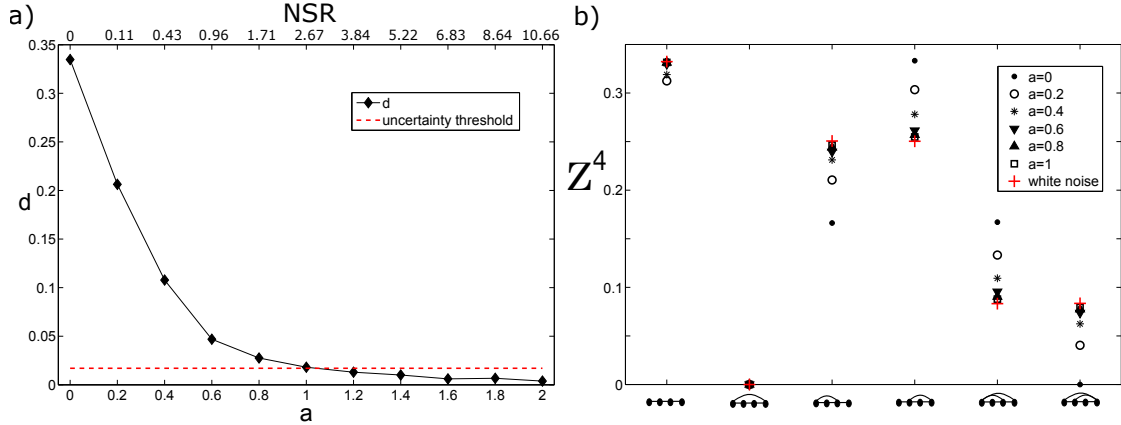 a)
NSR
0 0.11 0.43 0.96 1.71 2.67 3.84 5.22 6.83 8.64 10.66
0.35
0.3
0.25
0.2
0.15
0.1
0.05
0
d
d
uncertainty threshold
0 0.2 0.4 0.6 0.8 1 1.2 1.4 1.6 1.8 2
a
b)
Z^4
0.3
0.2
0.1
0
a=0
a=0.2
a=0.4
a=0.6
a=0.8
a=1
white noise